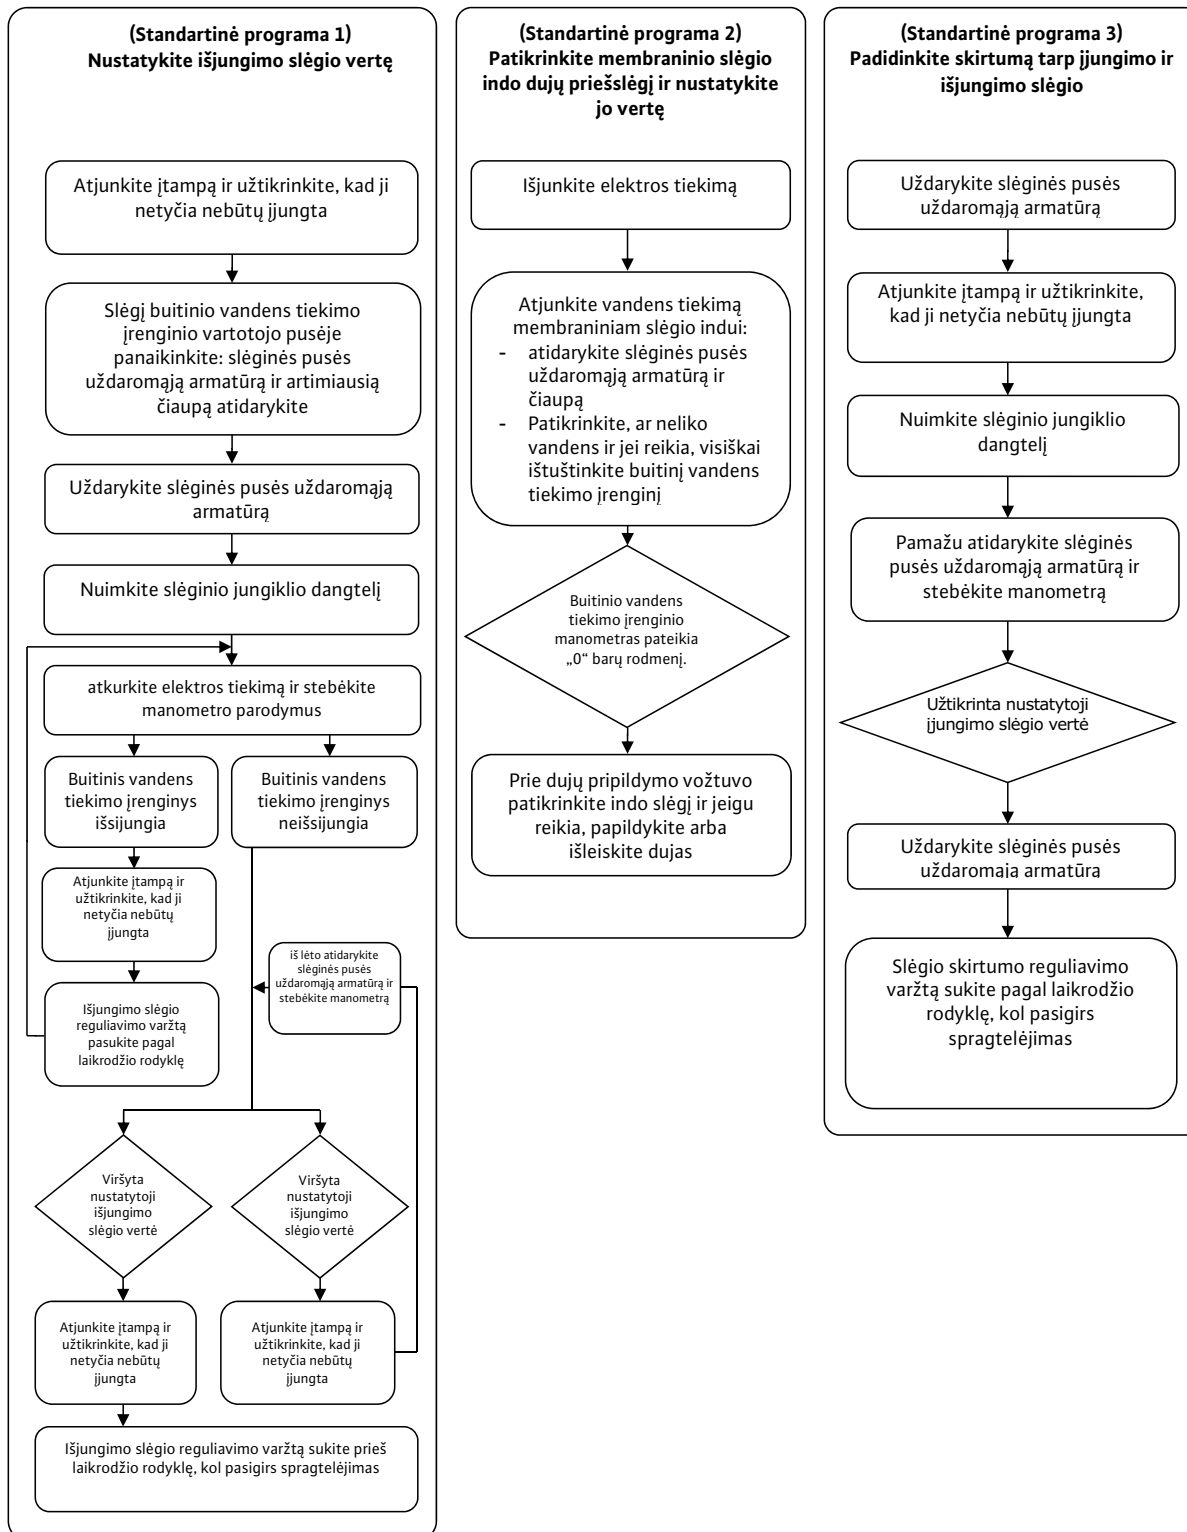 (Standartinė programa 1)
Nustatykite išjungimo slėgio vertę
Atjunkite įtampą ir užtikrinkite, kad ji
netyčia nebūtų įjungta
Slėgį buitinio vandens tiekimo
įrenginio vartotojo pusėje
panaikinkite: slėginės pusės
uždaromąją armatūrą ir artimiausią
čiaupą atidarykite
Uždarykite slėginės pusės uždaromąją
armatūrą
Nuimkite slėginio jungiklio dangtelį
atkurkite elektros tiekimą ir stebėkite
manometro parodymus
Buitinis vandens
tiekimo įrenginys
išsijungia
Buitinis vandens
tiekimo įrenginys
neišsijungia
Atjunkite įtampą ir
užtikrinkite, kad ji
netyčia nebūtų
įjungta
iš lėto atidarykite
slėginės pusės
uždaromąją armatūrą ir
stebėkite manometrą
Išjungimo slėgio
reguliavimo varžtą
pasukite pagal
laikrodžio rodyklę
Viršyta
nustatytoji
išjungimo
slėgio vertė
Viršyta
nustatytoji
išjungimo
slėgio vertė
Atjunkite įtampą ir
užtikrinkite, kad ji
netyčia nebūtų
įjungta
Atjunkite įtampą ir
užtikrinkite, kad ji
netyčia nebūtų
įjungta
Išjungimo slėgio reguliavimo varžtą sukite prieš
laikrodžio rodyklę, kol pasigirs spragtelėjimas
(Standartinė programa 2)
Patikrinkite membraninio slėgio
indo dujų priešslėgį ir nustatykite
jo vertę
Išjunkite elektros tiekimą
Atjunkite vandens tiekimą
membraniniam slėgio indui:
- atidarykite slėginės pusės
uždaromąją armatūrą ir
čiaupą
- Patikrinkite, ar neliko
vandens ir jei reikia, visiškai
ištuštinkite buitinį vandens
tiekimo įrenginį
Buitinio vandens
tiekimo įrenginio
manometras pateikia
„0“ barų rodmenį.
Prie dujų pripildymo vožtuvo
patikrinkite indo slėgį ir jeigu
reikia, papildykite arba
išleiskite dujas
(Standartinė programa 3)
Padidinkite skirtumą tarp įjungimo ir
išjungimo slėgio
Uždarykite slėginės pusės
uždaromąją armatūrą
Atjunkite įtampą ir užtikrinkite,
kad ji netyčia nebūtų įjungta
Nuimkite slėginio jungiklio
dangtelį
Pamažu atidarykite slėginės
pusės uždaromąją armatūrą ir
stebėkite manometrą
Užtikrinta nustatytoji
įjungimo slėgio vertė
Uždarykite slėginės pusės
uždaromąją armatūrą
Slėgio skirtumo reguliavimo
varžtą sukite pagal laikrodžio
rodyklę, kol pasigirs
spragtelėjimas